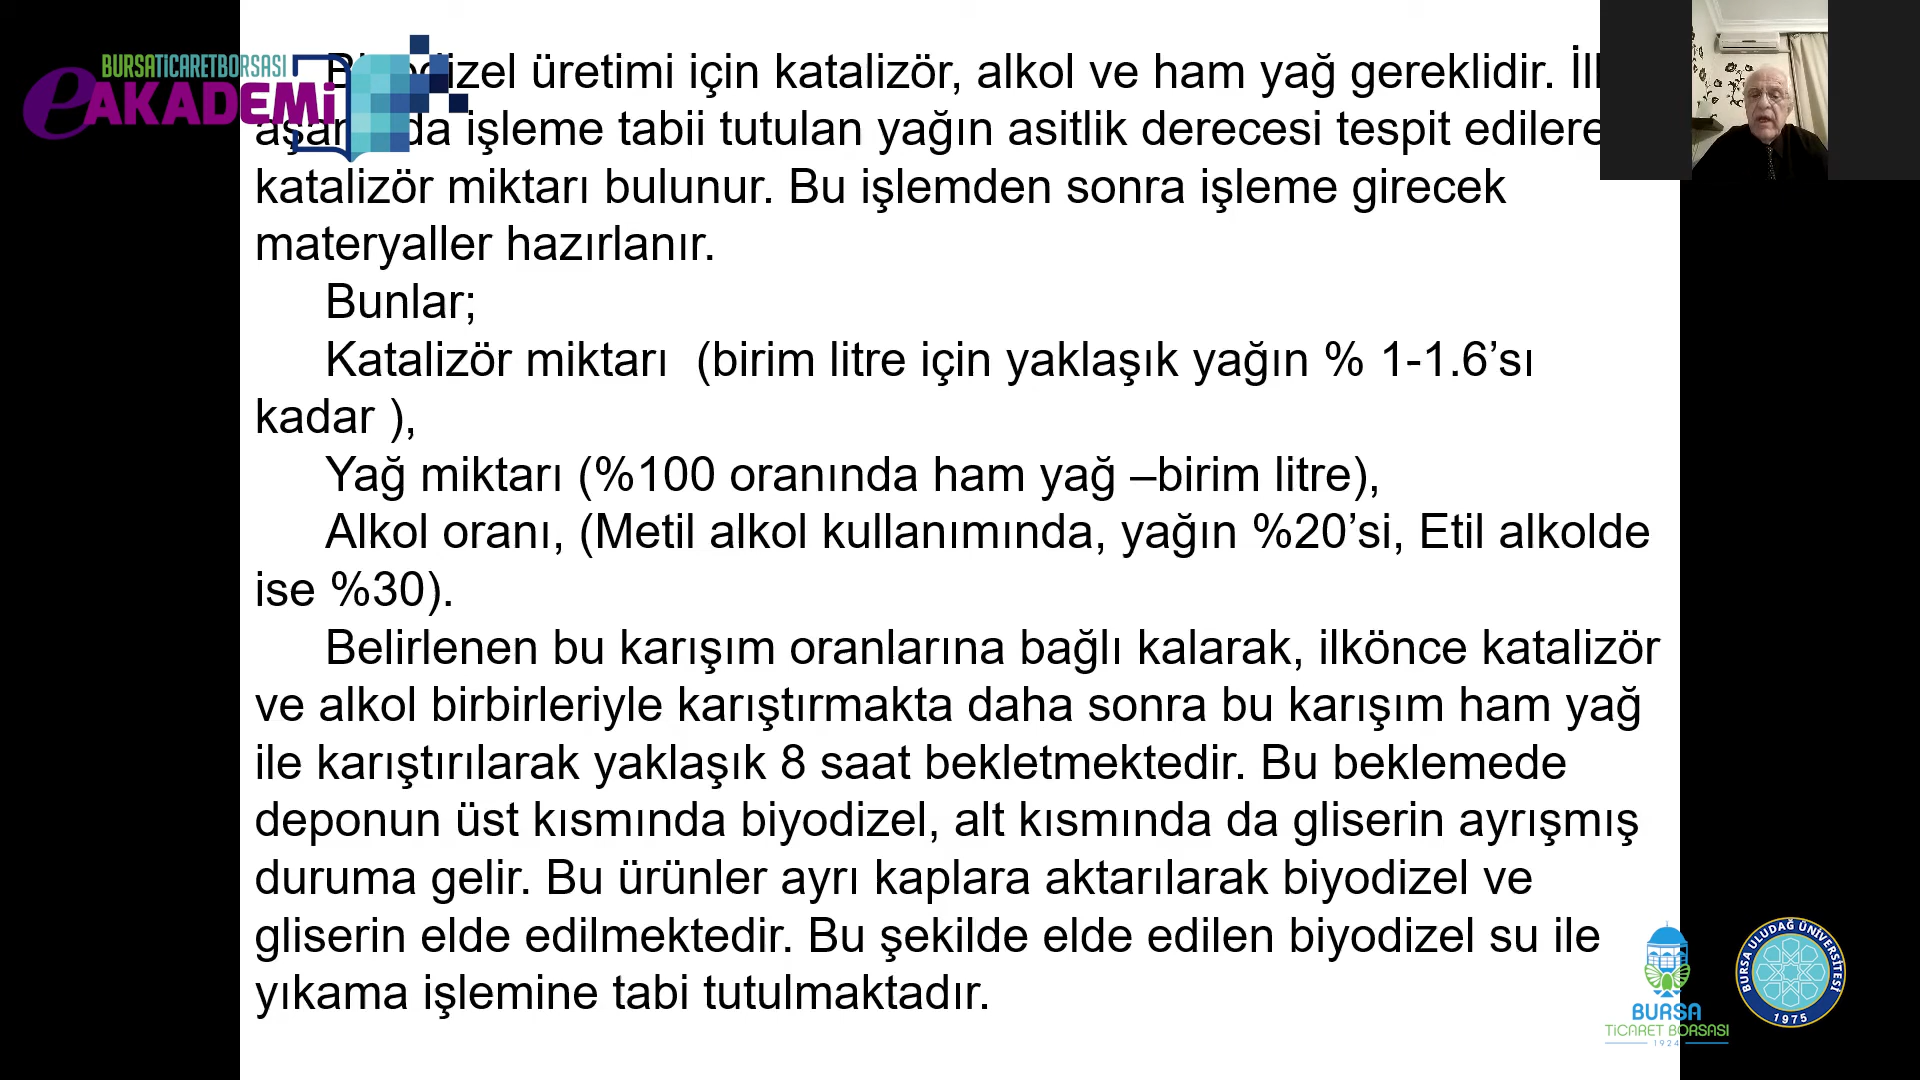 BURSATİCARETBORSASI
eAKADEMİ
üretimi için katalizör, alkol ve ham yağ gereklidir.
işleme tabii tutulan yağın asitlik derecesi tespit
katalizör miktarı bulunur. Bu işlemden sonra işleme girecek
materyaller hazırlanır.
Bunlar;
Katalizör miktarı (birim litre için yaklaşık yağın % 1-1.6’sı
kadar ),
Yağ miktarı (%100 oranında ham yağ –birim litre),
Alkol oranı, (Metil alkol kullanımında, yağın %20’si, Etil alkolde
ise %30).
Belirlenen bu karışım oranlarına bağlı kalarak, ilkönce katalizör
ve alkol birbirleriyle karıştırmakta daha sonra bu karışım ham yağ
ile karıştırılarak yaklaşık 8 saat bekletmektedir. Bu beklemede
deponun üst kısmında biyodizel, alt kısmında da gliserin ayrışmış
duruma gelir. Bu ürünler ayrı kaplara aktarılarak biyodizel ve
gliserin elde edilmektedir. Bu şekilde elde edilen biyodizel su ile
yıkama işlemine tabi tutulmaktadır.
BURSA
TİCARET BORSASI
1924
BURSA ULUDAĞ ÜNİVERSİTESİ
1975